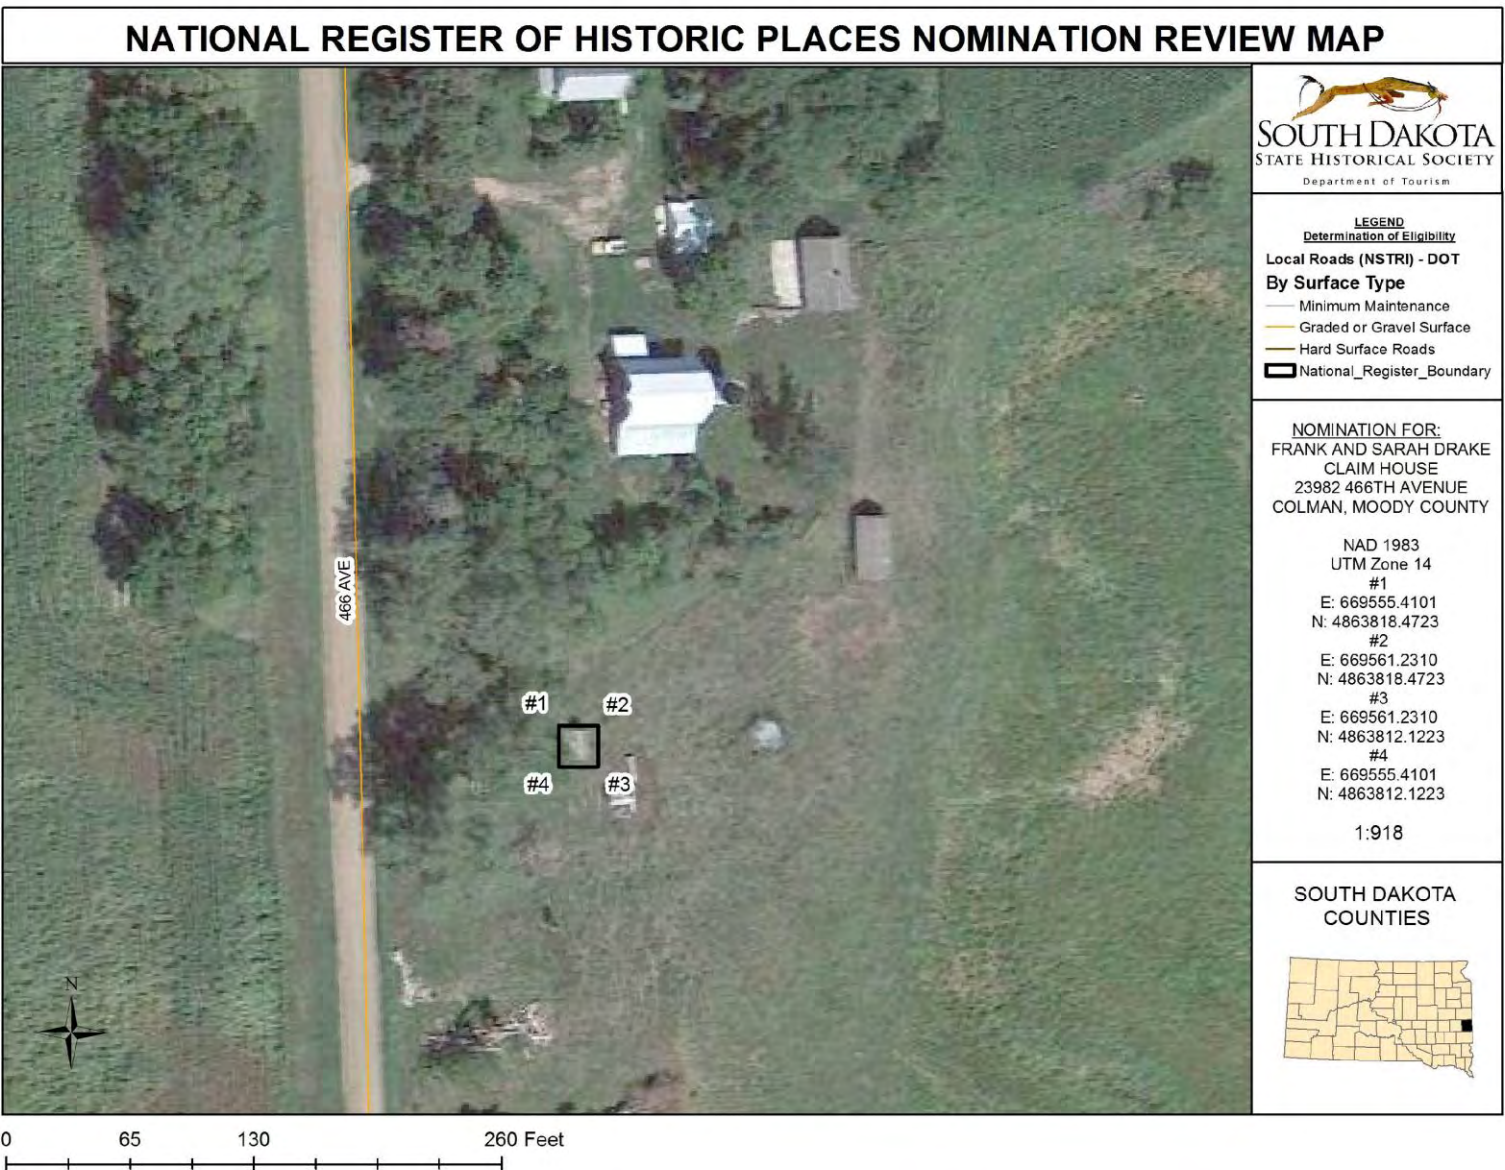 NATIONAL REGISTER OF HISTORIC PLACES NOMINATION REVIEW MAP
SOUTH DAKOTA
STATE HISTORICAL SOCIETY
Department of Tourism
LEGEND
Determination of Eligibility
Local Roads (NSTRI) - DOT
By Surface Type
Minimum Maintenance
Graded or Gravel Surface
Hard Surface Roads
National_Register_Boundary
NOMINATION FOR:
FRANK AND SARAH DRAKE
CLAIM HOUSE
23982 466TH AVENUE
COLMAN, MOODY COUNTY
NAD 1983
UTM Zone 14
#1
E: 669555.4101
N: 4863818.4723
#2
E: 669561.2310
N: 4863818.4723
#3
E: 669561.2310
N: 4863812.1223
#4
E: 669555.4101
N: 4863812.1223
1:918
SOUTH DAKOTA
COUNTIES
466 AVE
#1 #2
#4 #3
N
0 65 130 260 Feet